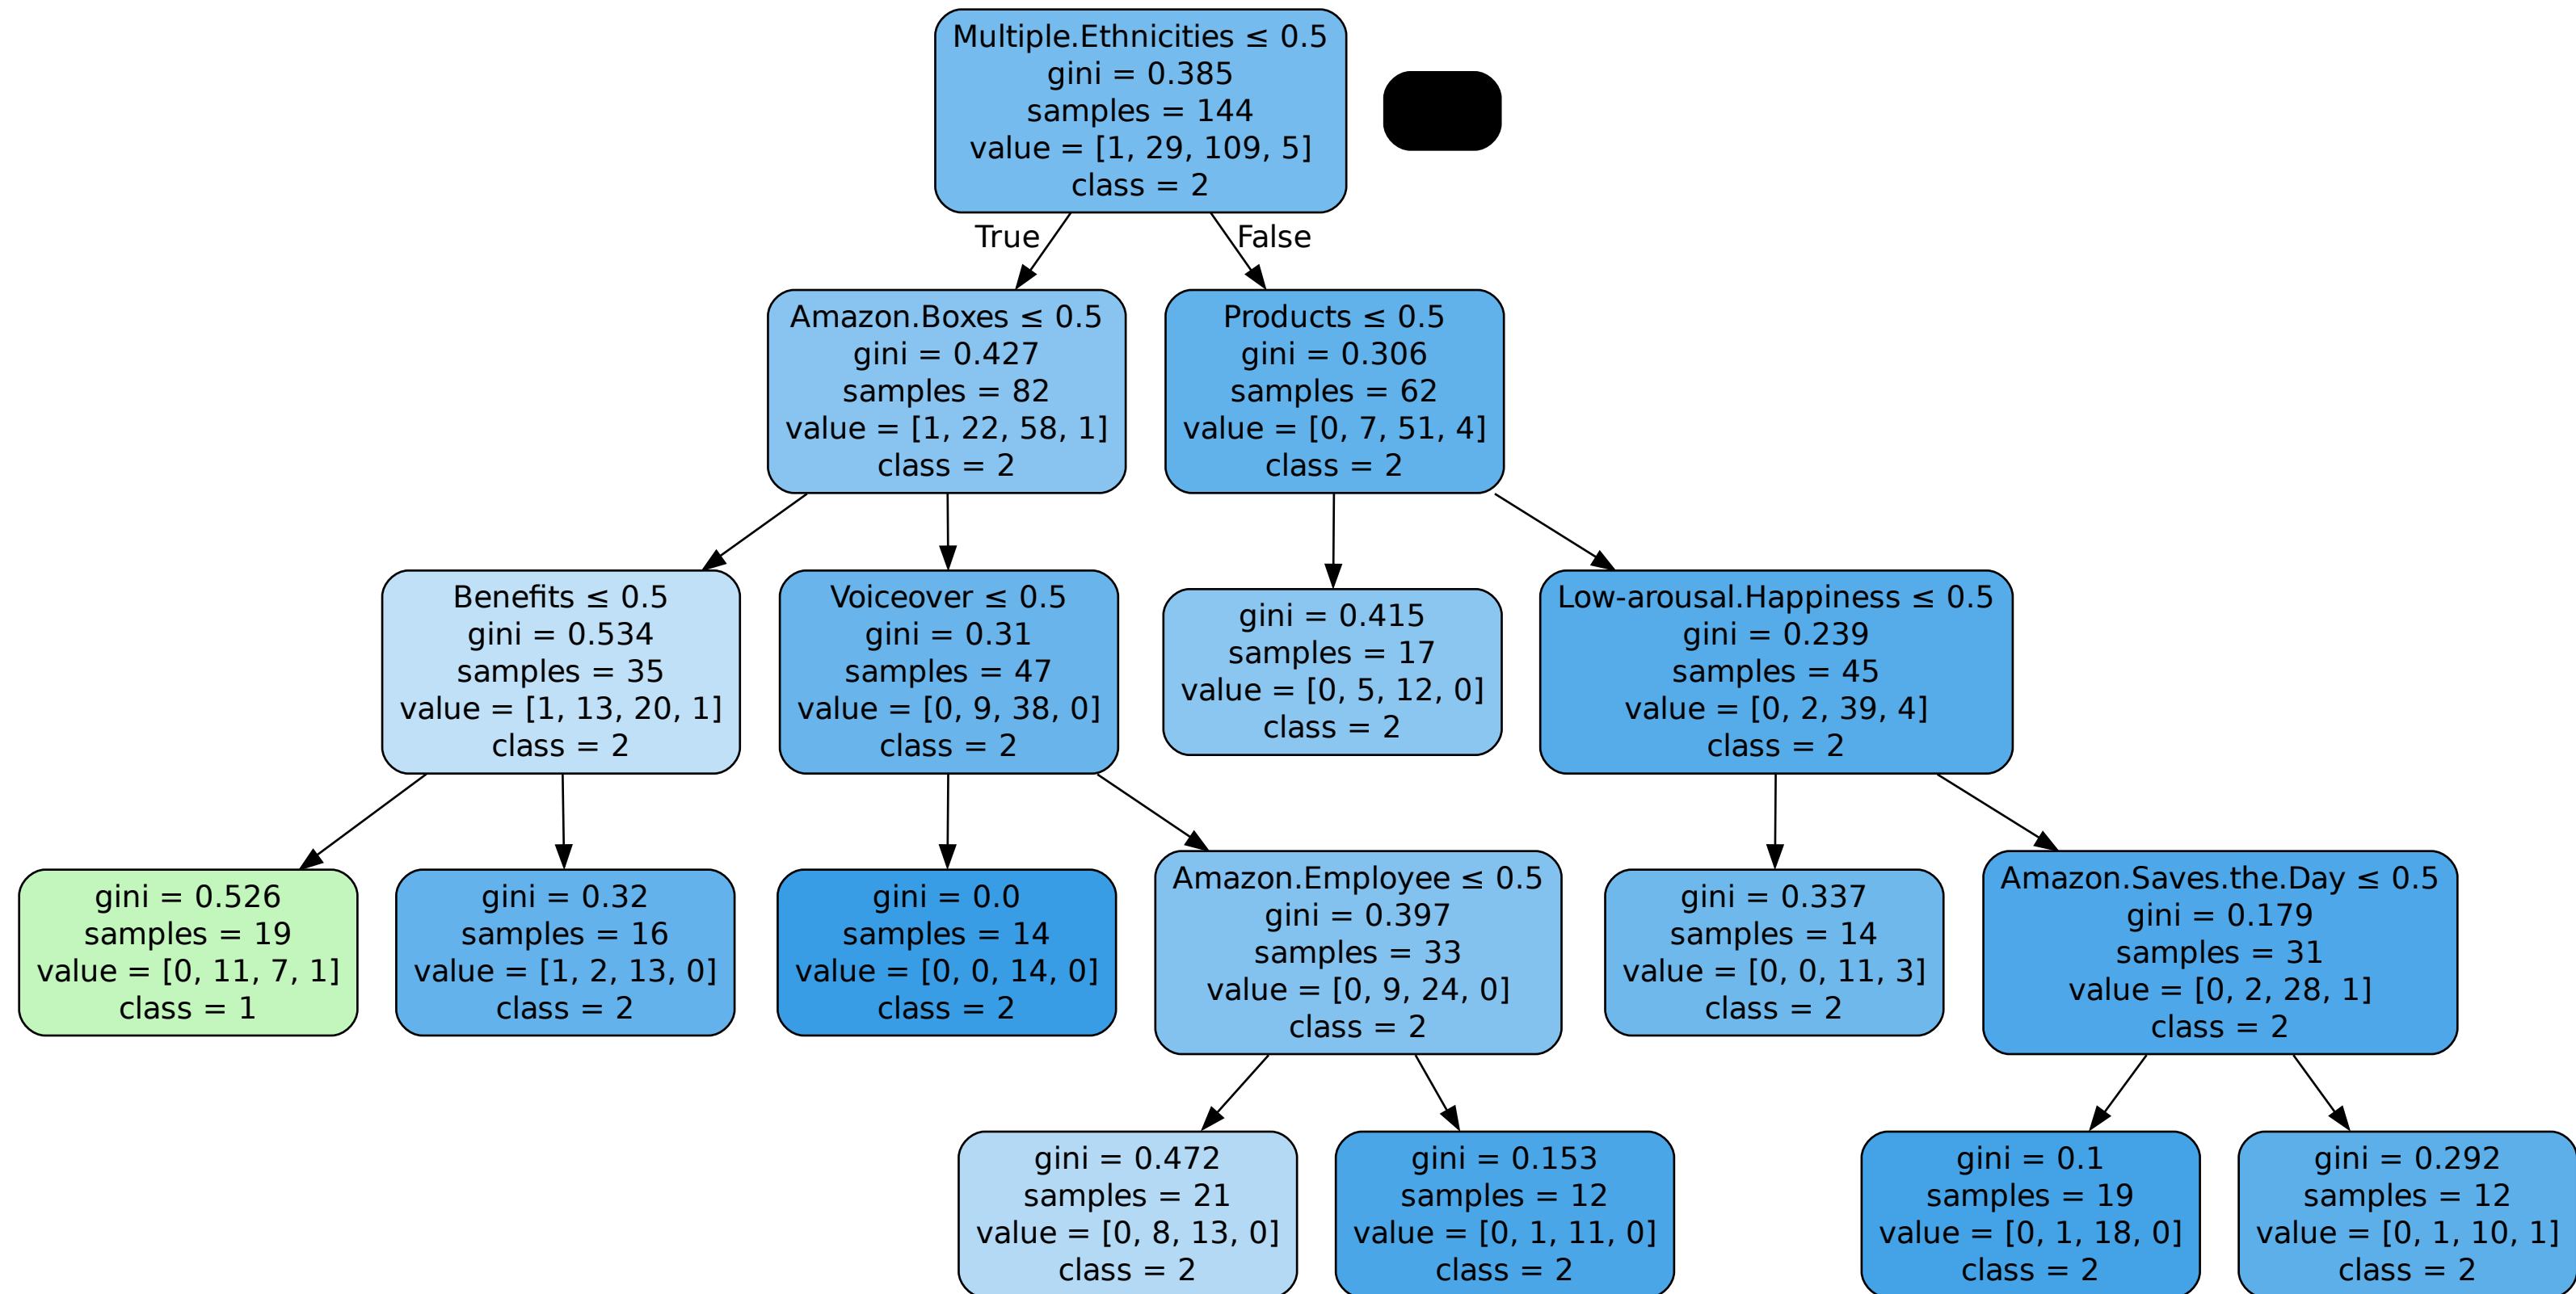 Multiple.Ethnicities ≤ 0.5
gini = 0.385
samples = 144
value = [1, 29, 109, 5]
class = 2
True
False
Amazon.Boxes ≤ 0.5
gini = 0.427
samples = 82
value = [1, 22, 58, 1]
class = 2
Products ≤ 0.5
gini = 0.306
samples = 62
value = [0, 7, 51, 4]
class = 2
Benefits ≤ 0.5
gini = 0.534
samples = 35
value = [1, 13, 20, 1]
class = 2
Voiceover ≤ 0.5
gini = 0.31
samples = 47
value = [0, 9, 38, 0]
class = 2
gini = 0.415
samples = 17
value = [0, 5, 12, 0]
class = 2
Low-arousal.Happiness ≤ 0.5
gini = 0.239
samples = 45
value = [0, 2, 39, 4]
class = 2
gini = 0.526
samples = 19
value = [0, 11, 7, 1]
class = 1
gini = 0.32
samples = 16
value = [1, 2, 13, 0]
class = 2
gini = 0.0
samples = 14
value = [0, 0, 14, 0]
class = 2
Amazon.Employee ≤ 0.5
gini = 0.397
samples = 33
value = [0, 9, 24, 0]
class = 2
gini = 0.337
samples = 14
value = [0, 0, 11, 3]
class = 2
Amazon.Saves.the.Day ≤ 0.5
gini = 0.179
samples = 31
value = [0, 2, 28, 1]
class = 2
gini = 0.472
samples = 21
value = [0, 8, 13, 0]
class = 2
gini = 0.153
samples = 12
value = [0, 1, 11, 0]
class = 2
gini = 0.1
samples = 19
value = [0, 1, 18, 0]
class = 2
gini = 0.292
samples = 12
value = [0, 1, 10, 1]
class = 2